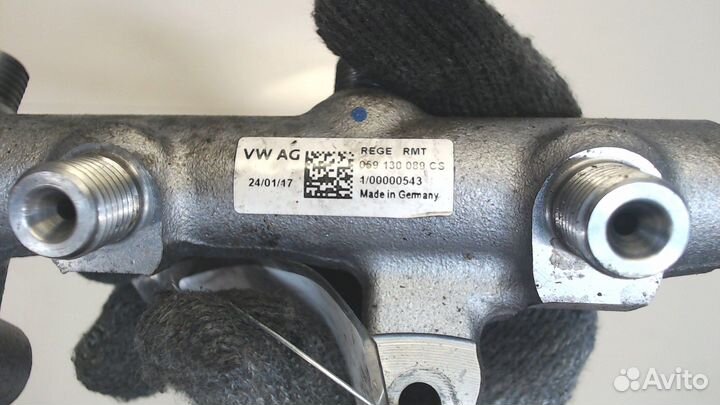 VW AG
24/01/17
REGE RMT
059 130 089 CS
1/00000543
Made in Germany
Avito